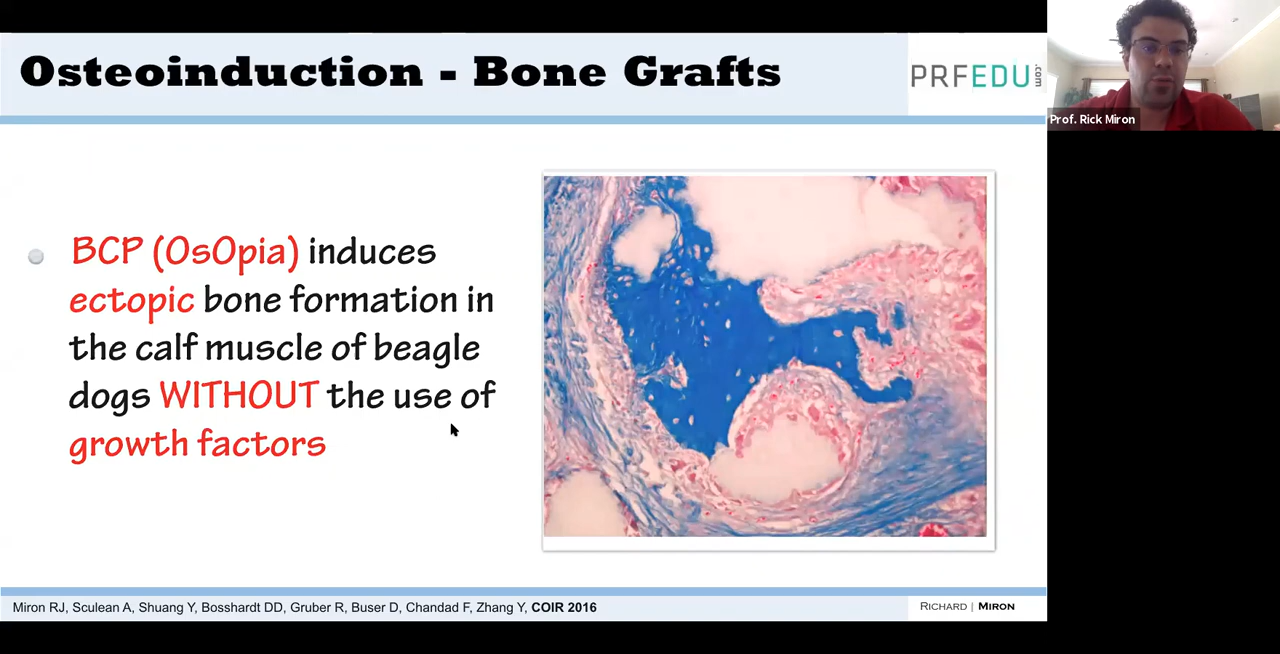 Osteoinduction - Bone Grafts
PRFEDU.com
Prof. Rick Miron
BCP (OsOpia) induces
ectopic bone formation in
the calf muscle of beagle
dogs WITHOUT the use of
growth factors
Miron RJ, Sculean A, Shuang Y, Bosshardt DD, Gruber R, Buser D, Chandad F, Zhang Y, COIR 2016
RICHARD | MIRON